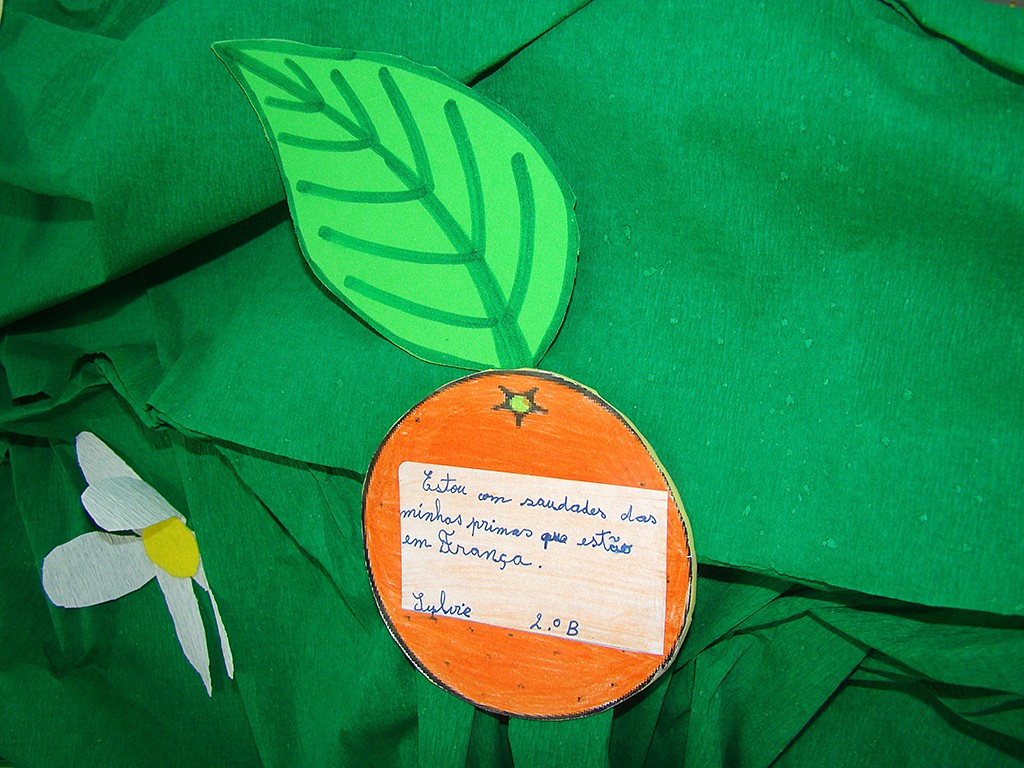 Estou com saudades das
minhas primas que estão
em França.
Sylvie 2.º B